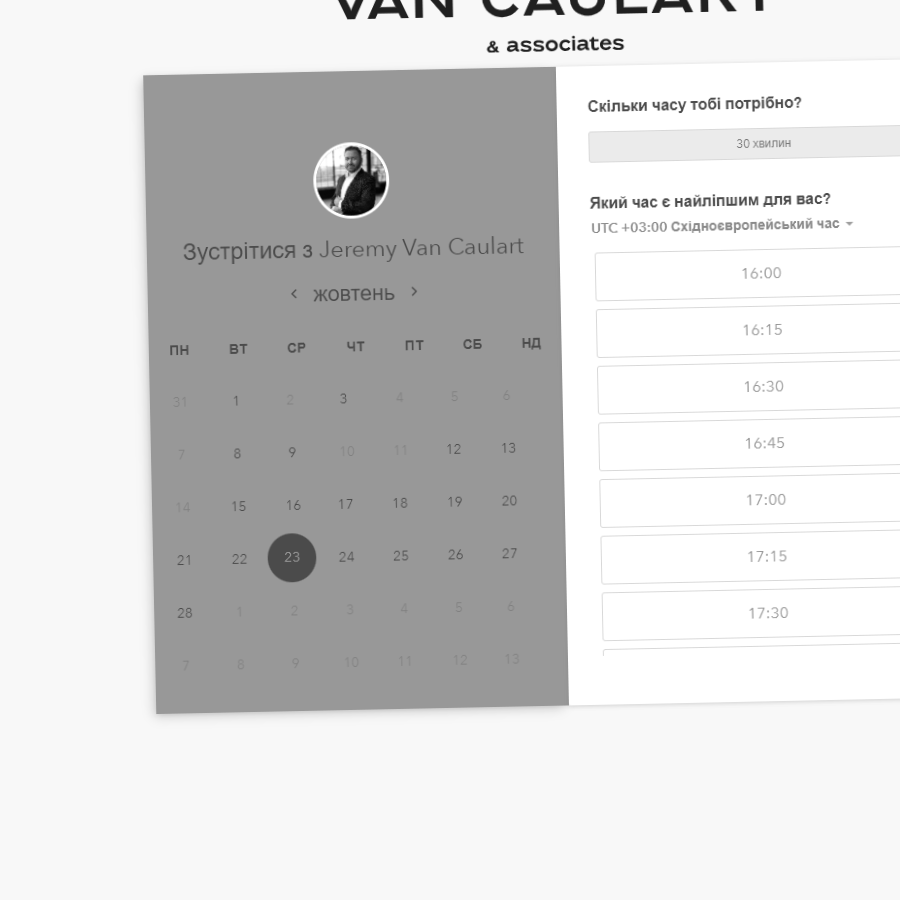 VAN CAULART
& associates
Зустрітися з Jeremy Van Caulart
‹ жовтень ›
ПН ВТ СР ЧТ ПТ СБ НД
31 1 2 3 4 5 6
7 8 9 10 11 12 13
14 15 16 17 18 19 20
21 22 23 24 25 26 27
28 1 2 3 4 5 6
7 8 9 10 11 12 13
Скільки часу тобі потрібно?
30 хвилин
Який час є найліпшим для вас?
UTC +03:00 Східноєвропейський час
16:00
16:15
16:30
16:45
17:00
17:15
17:30